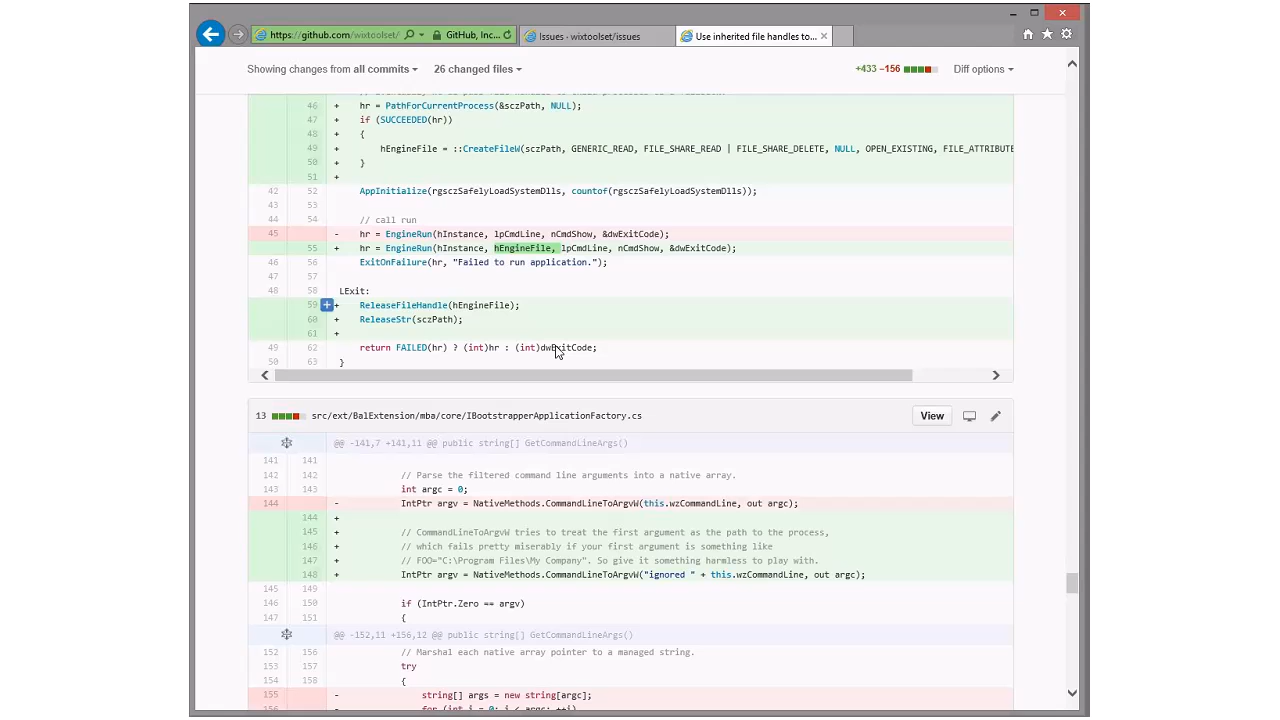 https://github.com/wixtoolset/
GitHub, Inc...
Issues · wixtoolset/issues
Use inherited file handles to...
Showing changes from all commits
26 changed files
+433 −156
Diff options
46 + hr = PathForCurrentProcess(&sczPath, NULL);
47 + if (SUCCEEDED(hr))
48 + {
49 + hEngineFile = ::CreateFileW(sczPath, GENERIC_READ, FILE_SHARE_READ | FILE_SHARE_DELETE, NULL, OPEN_EXISTING, FILE_ATTRIBUTE
50 + }
51 +
42 52 AppInitialize(rgsczSafelyLoadSystemDlls, countof(rgsczSafelyLoadSystemDlls));
43 53
44 54 // call run
45 - hr = EngineRun(hInstance, lpCmdLine, nCmdShow, &dwExitCode);
55 + hr = EngineRun(hInstance, hEngineFile, lpCmdLine, nCmdShow, &dwExitCode);
46 56 ExitOnFailure(hr, "Failed to run application.");
47 57
48 58 LExit:
59 + ReleaseFileHandle(hEngineFile);
60 + ReleaseStr(sczPath);
61 +
49 62 return FAILED(hr) ? (int)hr : (int)dwExitCode;
50 63 }
13 src/ext/BalExtension/mba/core/IBootstrapperApplicationFactory.cs View
@@ -141,7 +141,11 @@ public string[] GetCommandLineArgs()
141 141
142 142 // Parse the filtered command line arguments into a native array.
143 143 int argc = 0;
144 - IntPtr argv = NativeMethods.CommandLineToArgvW(this.wzCommandLine, out argc);
144 +
145 + // CommandLineToArgvW tries to treat the first argument as the path to the process,
146 + // which fails pretty miserably if your first argument is something like
147 + // FOO="C:\Program Files\My Company". So give it something harmless to play with.
148 + IntPtr argv = NativeMethods.CommandLineToArgvW("ignored " + this.wzCommandLine, out argc);
145 149
146 150 if (IntPtr.Zero == argv)
147 151 {
@@ -152,11 +156,12 @@ public string[] GetCommandLineArgs()
152 156 // Marshal each native array pointer to a managed string.
153 157 try
154 158 {
155 - string[] args = new string[argc];
156 - for (int i = 0; i < argc; ++i)